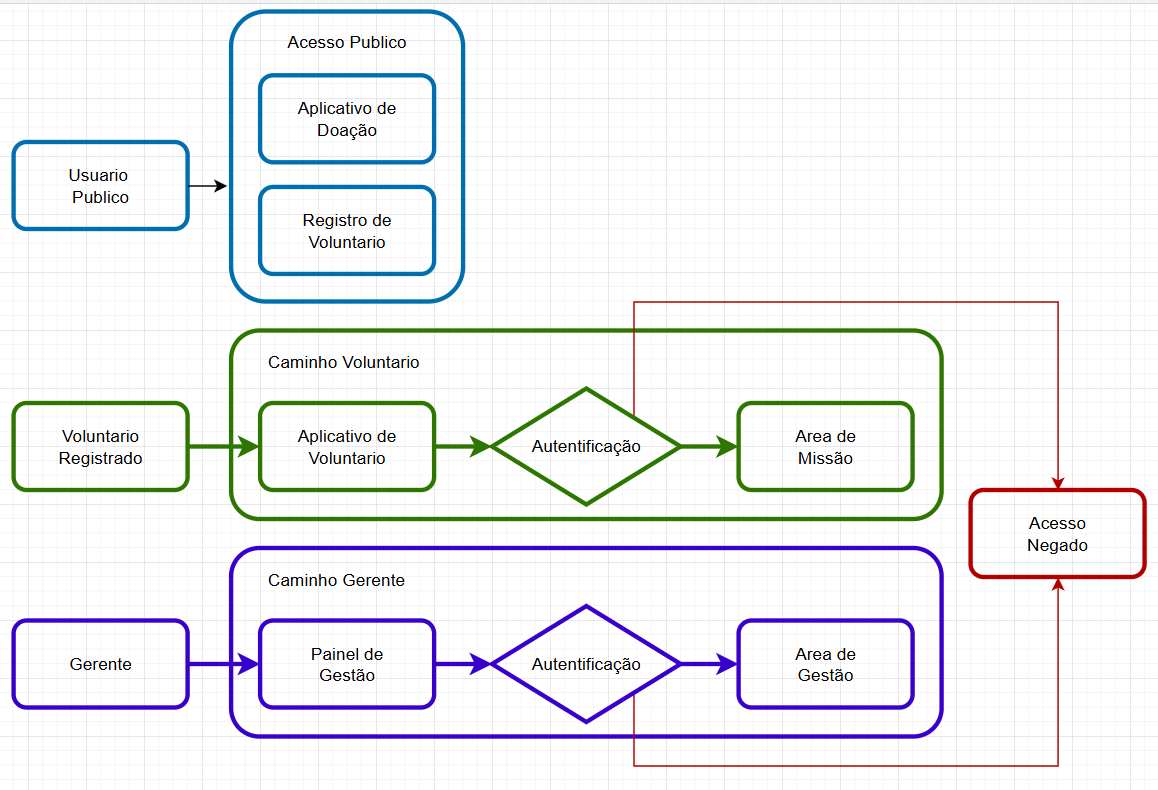 Acesso Publico
Aplicativo de
Doação
Usuario
Publico
Registro de
Voluntario
Caminho Voluntario
Voluntario
Registrado
Aplicativo de
Voluntario
Autentificação
Area de
Missão
Acesso
Negado
Caminho Gerente
Gerente
Painel de
Gestão
Autentificação
Area de
Gestão